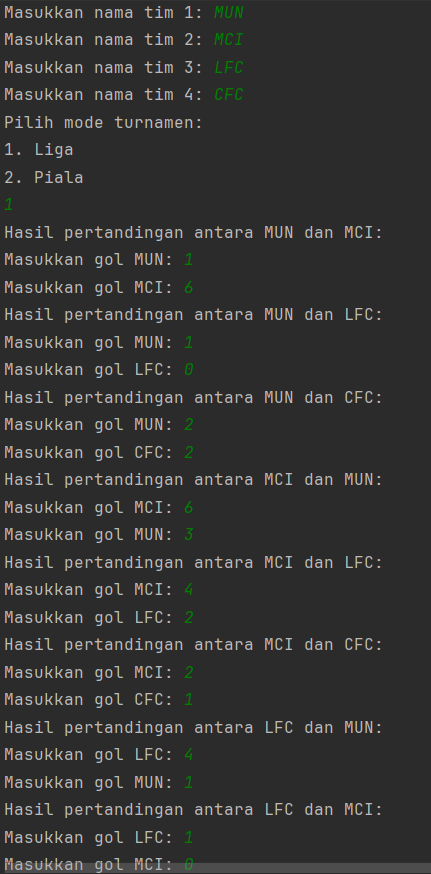 Masukkan nama tim 1: MUN
Masukkan nama tim 2: MCI
Masukkan nama tim 3: LFC
Masukkan nama tim 4: CFC
Pilih mode turnamen:
1. Liga
2. Piala
1
Hasil pertandingan antara MUN dan MCI:
Masukkan gol MUN: 1
Masukkan gol MCI: 6
Hasil pertandingan antara MUN dan LFC:
Masukkan gol MUN: 1
Masukkan gol LFC: 0
Hasil pertandingan antara MUN dan CFC:
Masukkan gol MUN: 2
Masukkan gol CFC: 2
Hasil pertandingan antara MCI dan MUN:
Masukkan gol MCI: 6
Masukkan gol MUN: 3
Hasil pertandingan antara MCI dan LFC:
Masukkan gol MCI: 4
Masukkan gol LFC: 2
Hasil pertandingan antara MCI dan CFC:
Masukkan gol MCI: 2
Masukkan gol CFC: 1
Hasil pertandingan antara LFC dan MUN:
Masukkan gol LFC: 4
Masukkan gol MUN: 1
Hasil pertandingan antara LFC dan MCI:
Masukkan gol LFC: 1
Masukkan gol MCI: 0